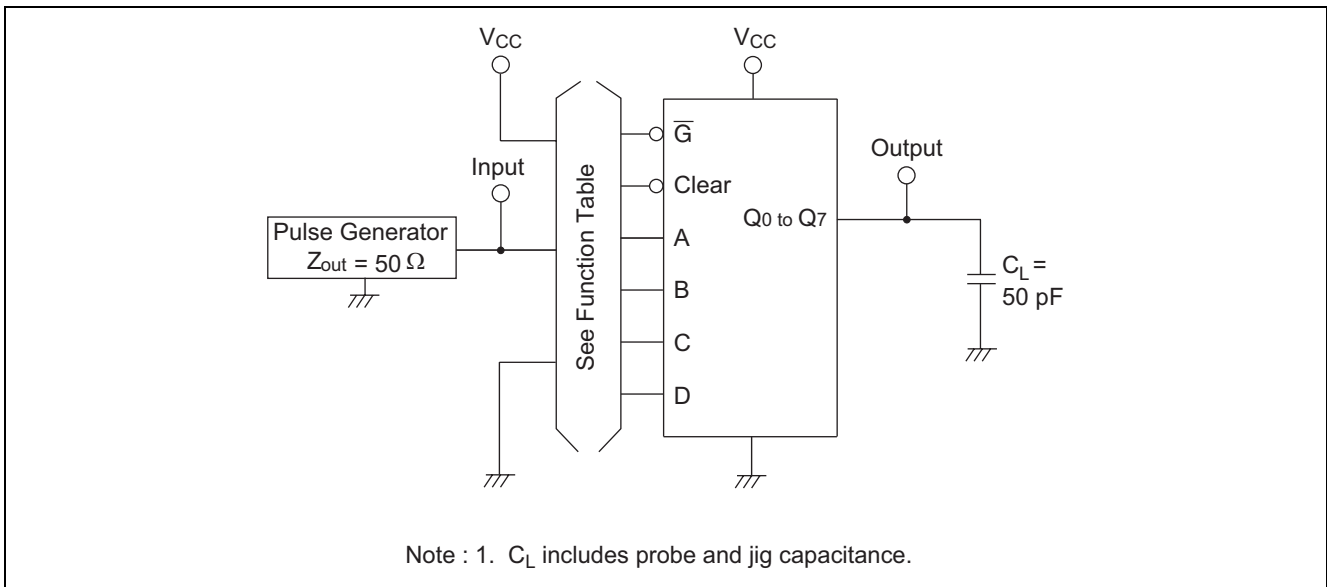 VCC
VCC
Input
Output
Pulse Generator
Zout = 50 Ω
See Function Table
G̅
Clear
A
B
C
D
Q0 to Q7
CL =
50 pF
Note : 1. CL includes probe and jig capacitance.